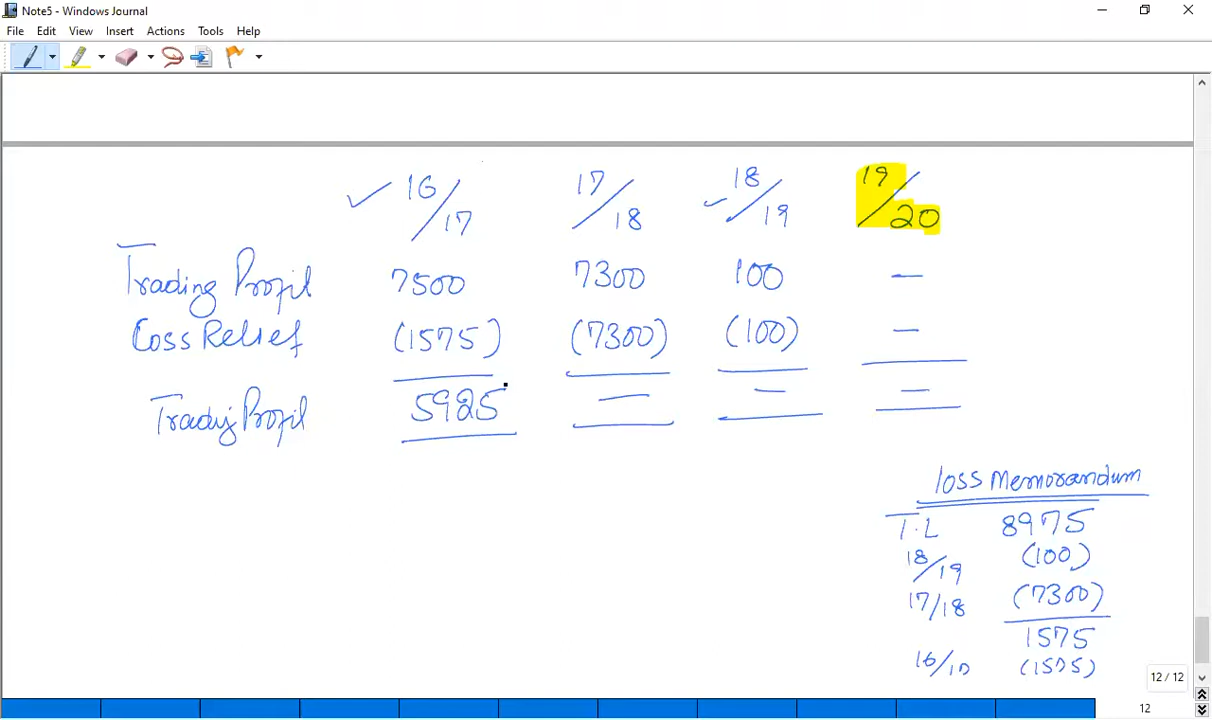 Note5 - Windows Journal
File Edit View Insert Actions Tools Help
16/17 17/18 18/19 19/20
Trading Profit 7500 7300 100 -
Loss Relief (1575) (7300) (100) -
Trading Profit 5925 - - -
loss Memorandum
T.L 8975
18/19 (100)
17/18 (7300)
1575
16/17 (1575)
12 / 12
12